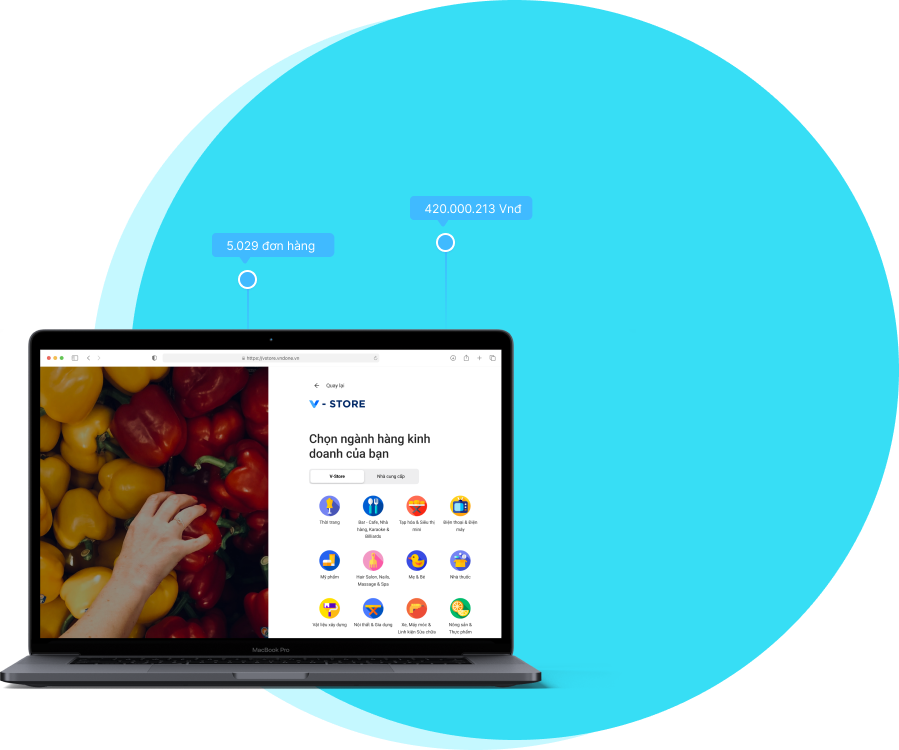 420.000.213 Vnđ
5.029 đơn hàng
https://vstore.vndone.vn
Quay lại
V - STORE
Chọn ngành hàng kinh
doanh của bạn
V-Store
Nhà cung cấp
Thời trang
Bar - Cafe, Nhà
hàng, Karaoke &
Billiards
Tạp hóa & Siêu thị
mini
Điện thoại & Điện
máy
Mỹ phẩm
Hair Salon, Nails,
Massage & Spa
Mẹ & Bé
Nhà thuốc
Vật liệu xây dựng
Nội thất & Gia dụng
Xe, Máy móc &
Linh kiện Sửa chữa
Nông sản &
Thực phẩm
MacBook Pro